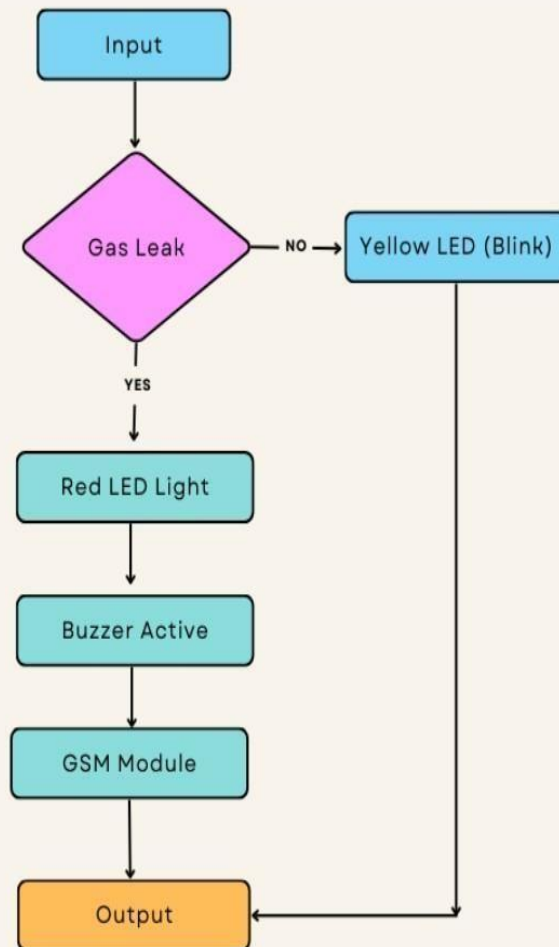 Input
Gas Leak
NO
Yellow LED (Blink)
YES
Red LED Light
Buzzer Active
GSM Module
Output